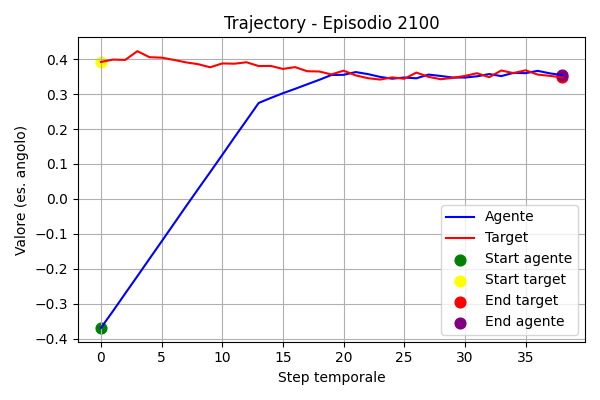 Trajectory - Episodio 2100
Valore (es. angolo)
0.4
0.3
0.2
0.1
0.0
−0.1
−0.2
−0.3
−0.4
0 5 10 15 20 25 30 35
Step temporale
Agente
Target
Start agente
Start target
End target
End agente